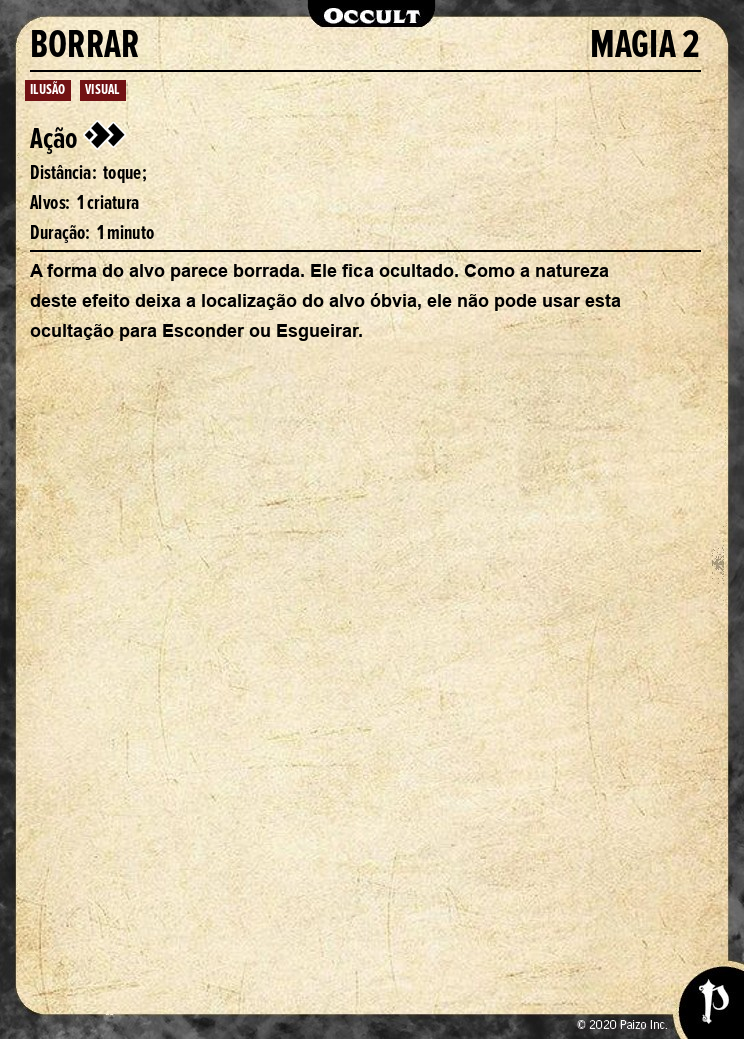 OCCULT
BORRAR MAGIA 2
ILUSÃO VISUAL
Ação
Distância: toque;
Alvos: 1 criatura
Duração: 1 minuto
A forma do alvo parece borrada. Ele fica ocultado. Como a natureza
deste efeito deixa a localização do alvo óbvia, ele não pode usar esta
ocultação para Esconder ou Esgueirar.
© 2020 Paizo Inc.
P